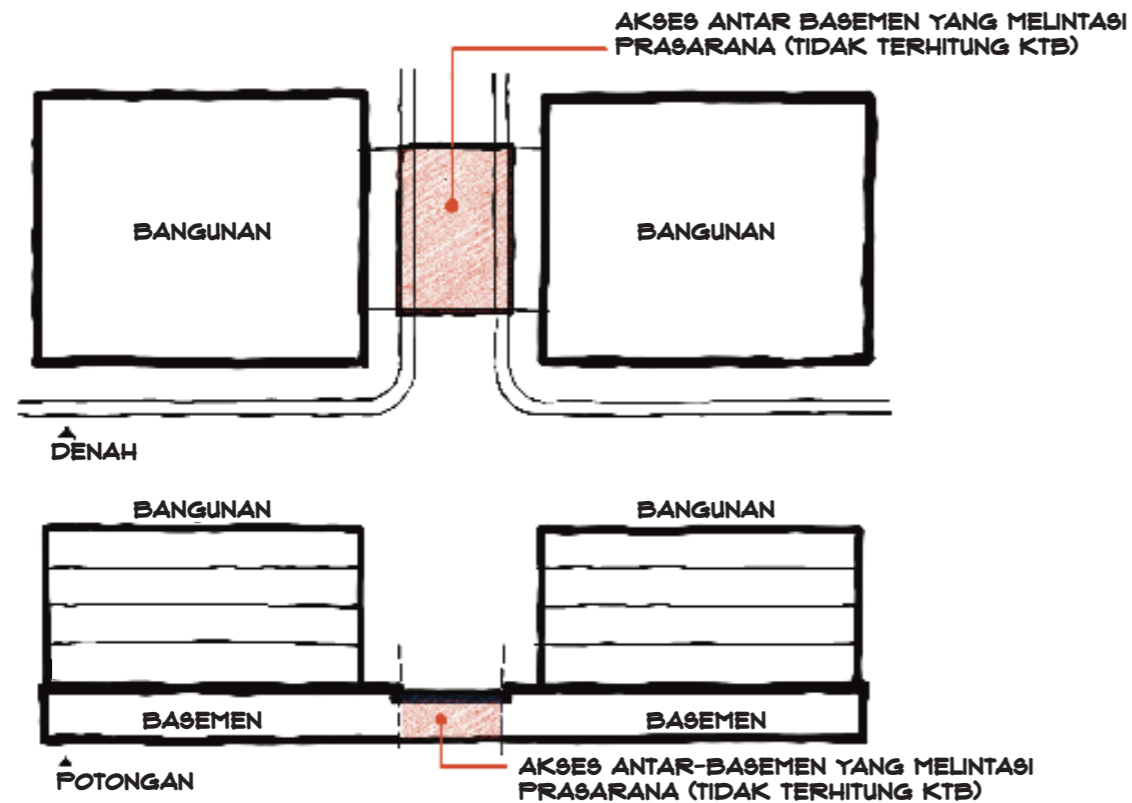 AKSES ANTAR BASEMEN YANG MELINTASI
PRASARANA (TIDAK TERHITUNG KTB)
BANGUNAN
BANGUNAN
DENAH
BANGUNAN
BANGUNAN
BASEMEN
BASEMEN
POTONGAN
AKSES ANTAR-BASEMEN YANG MELINTASI
PRASARANA (TIDAK TERHITUNG KTB)